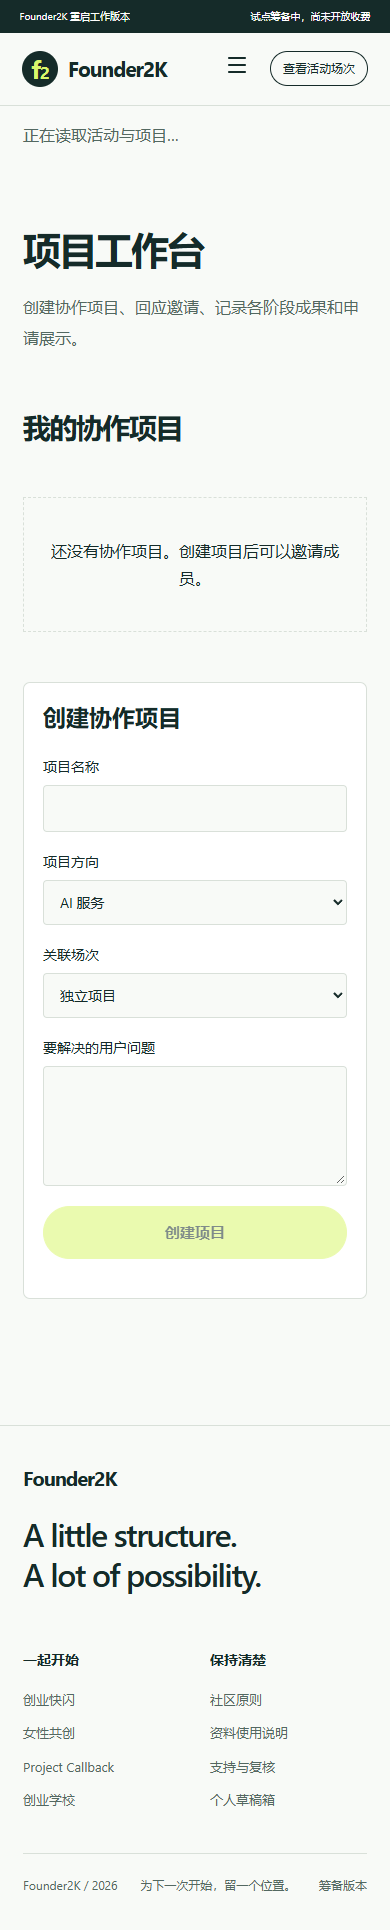 Founder2K 重启工作版本
试点筹备中，尚未开放收费
f2 Founder2K
查看活动场次
正在读取活动与项目...
项目工作台
创建协作项目、回应邀请、记录各阶段成果和申
请展示。
我的协作项目
还没有协作项目。创建项目后可以邀请成
员。
创建协作项目
项目名称
项目方向
AI 服务
关联场次
独立项目
要解决的用户问题
创建项目
Founder2K
A little structure.
A lot of possibility.
一起开始
创业快闪
女性共创
Project Callback
创业学校
保持清楚
社区原则
资料使用说明
支持与复核
个人草稿箱
Founder2K / 2026
为下一次开始，留一个位置。
筹备版本